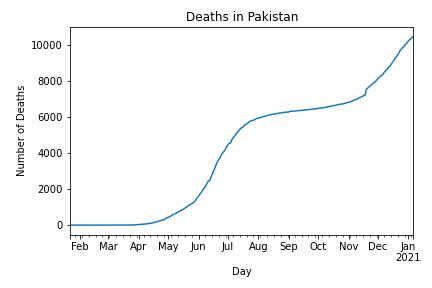 Deaths in Pakistan
Number of Deaths
10000
8000
6000
4000
2000
0
Feb Mar Apr May Jun Jul Aug Sep Oct Nov Dec Jan
2021
Day